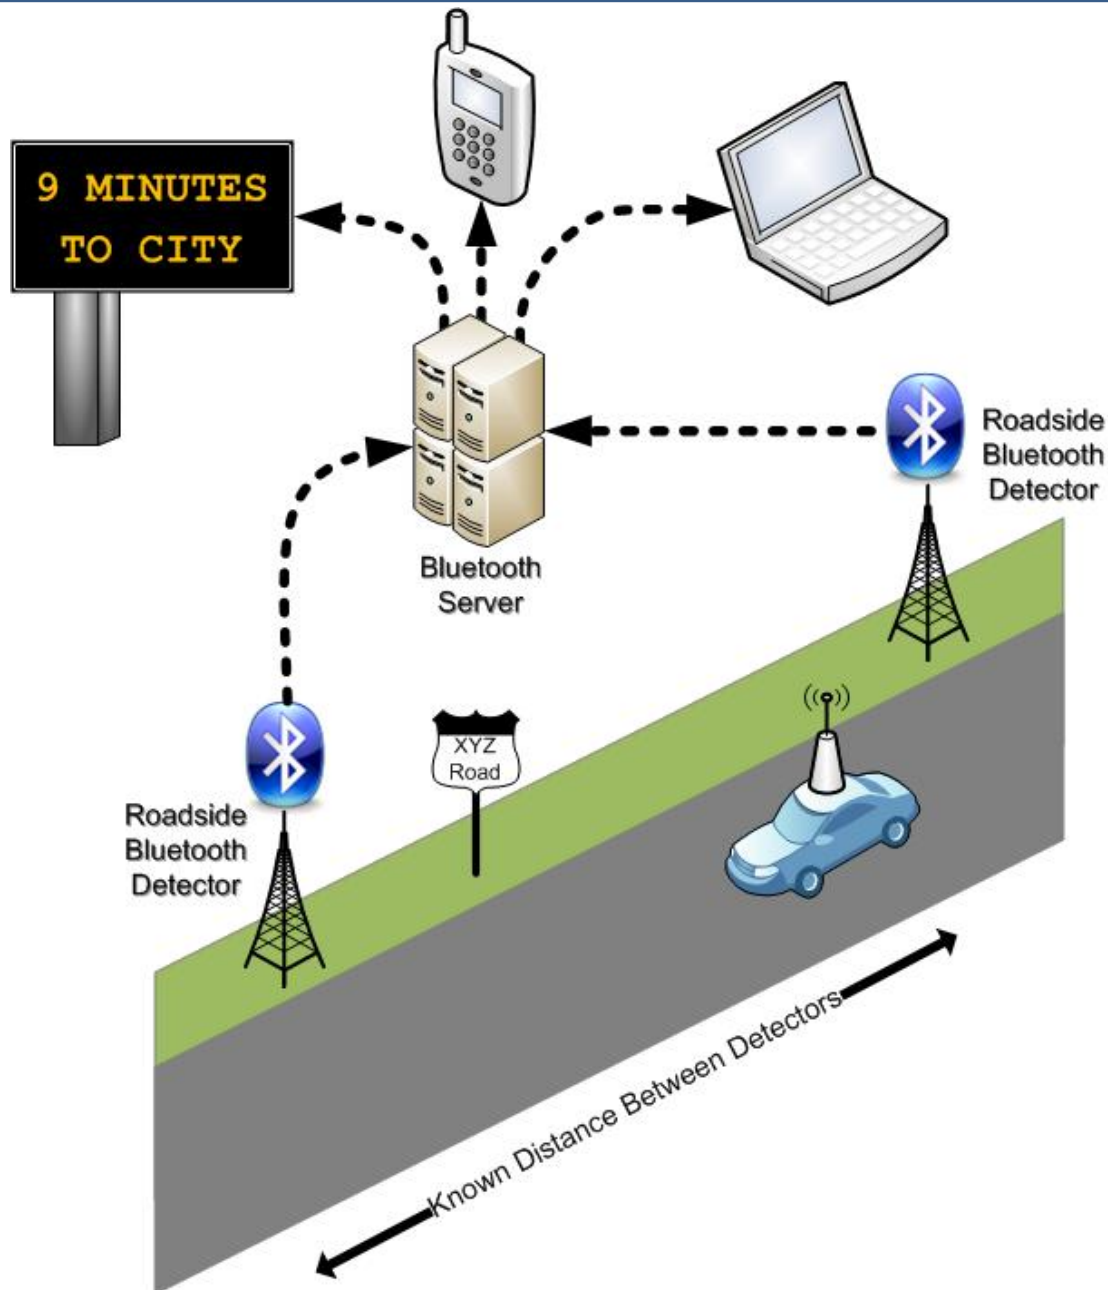 9 MINUTES
TO CITY
Roadside
Bluetooth
Detector
Bluetooth
Server
XYZ
Road
Roadside
Bluetooth
Detector
Known Distance Between Detectors